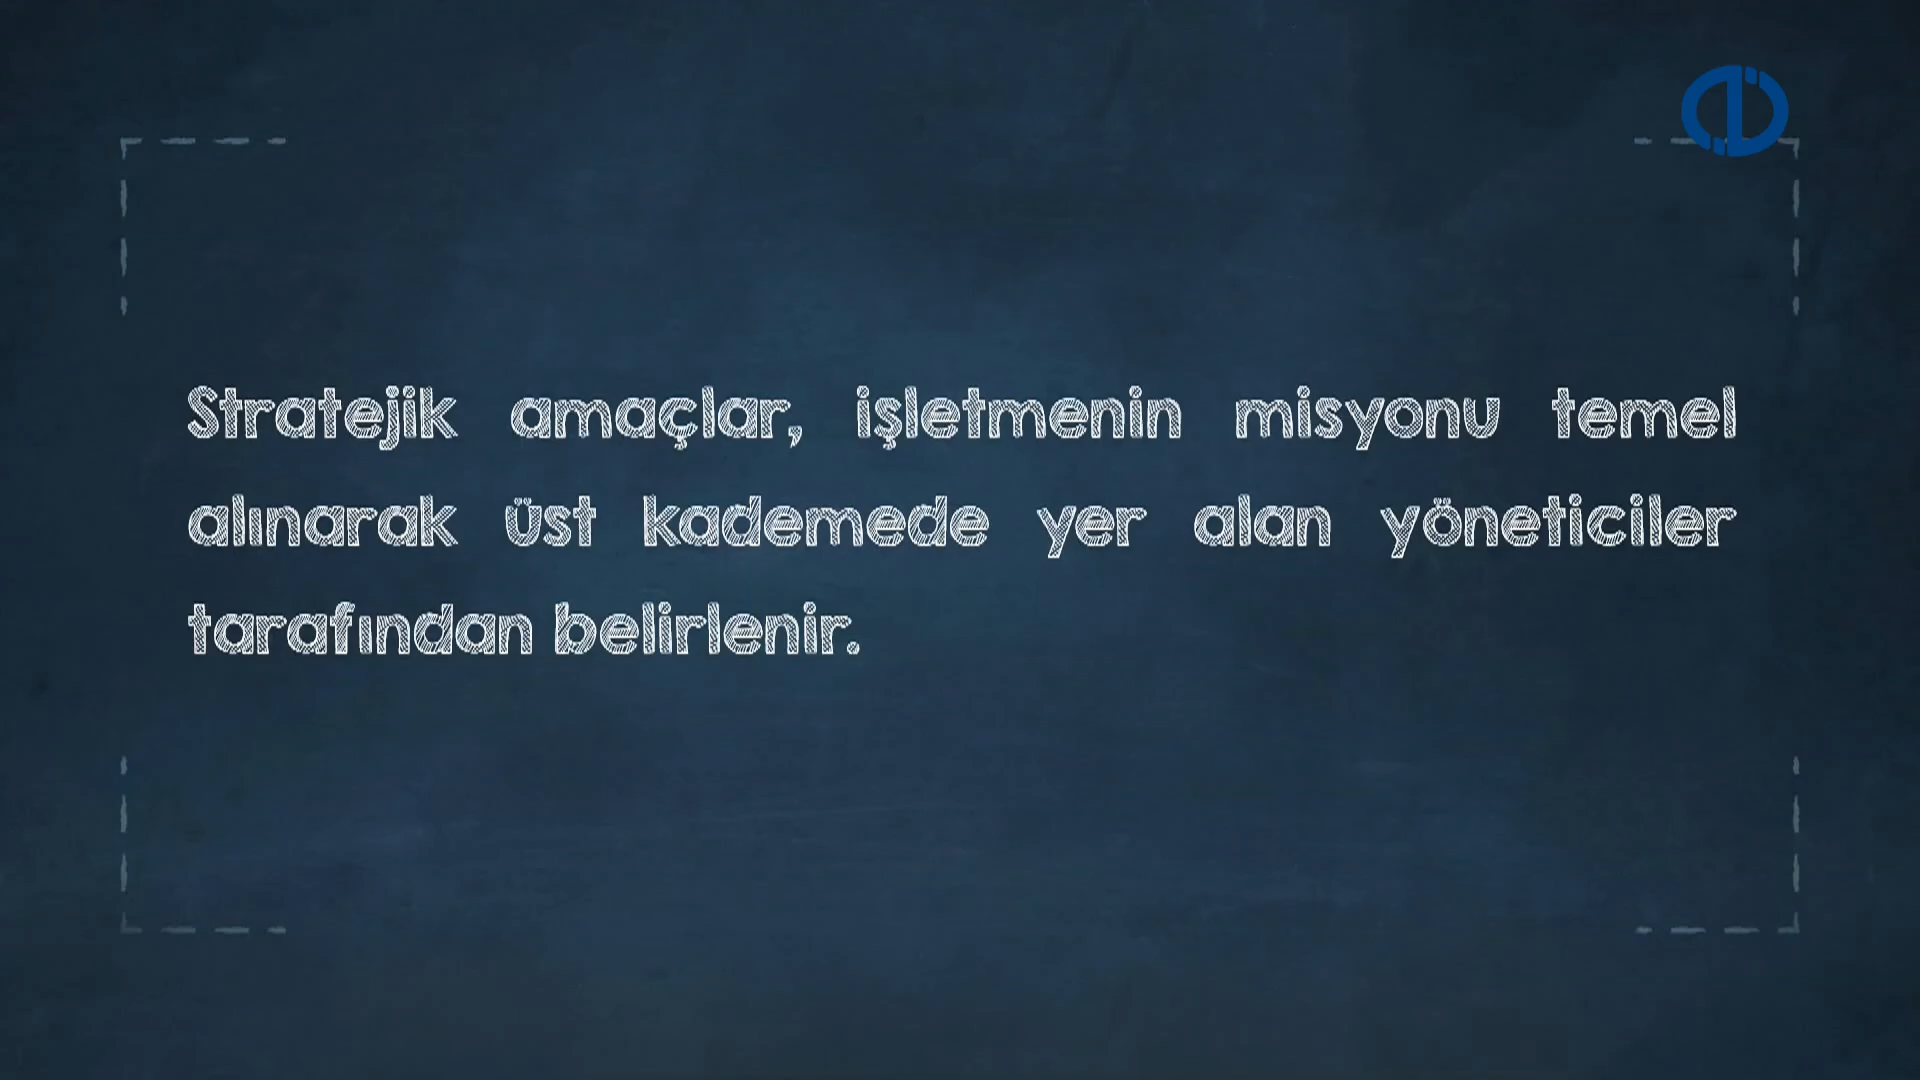 Stratejik amaçlar, işletmenin misyonu temel
alınarak üst kademede yer alan yöneticiler
tarafından belirlenir.